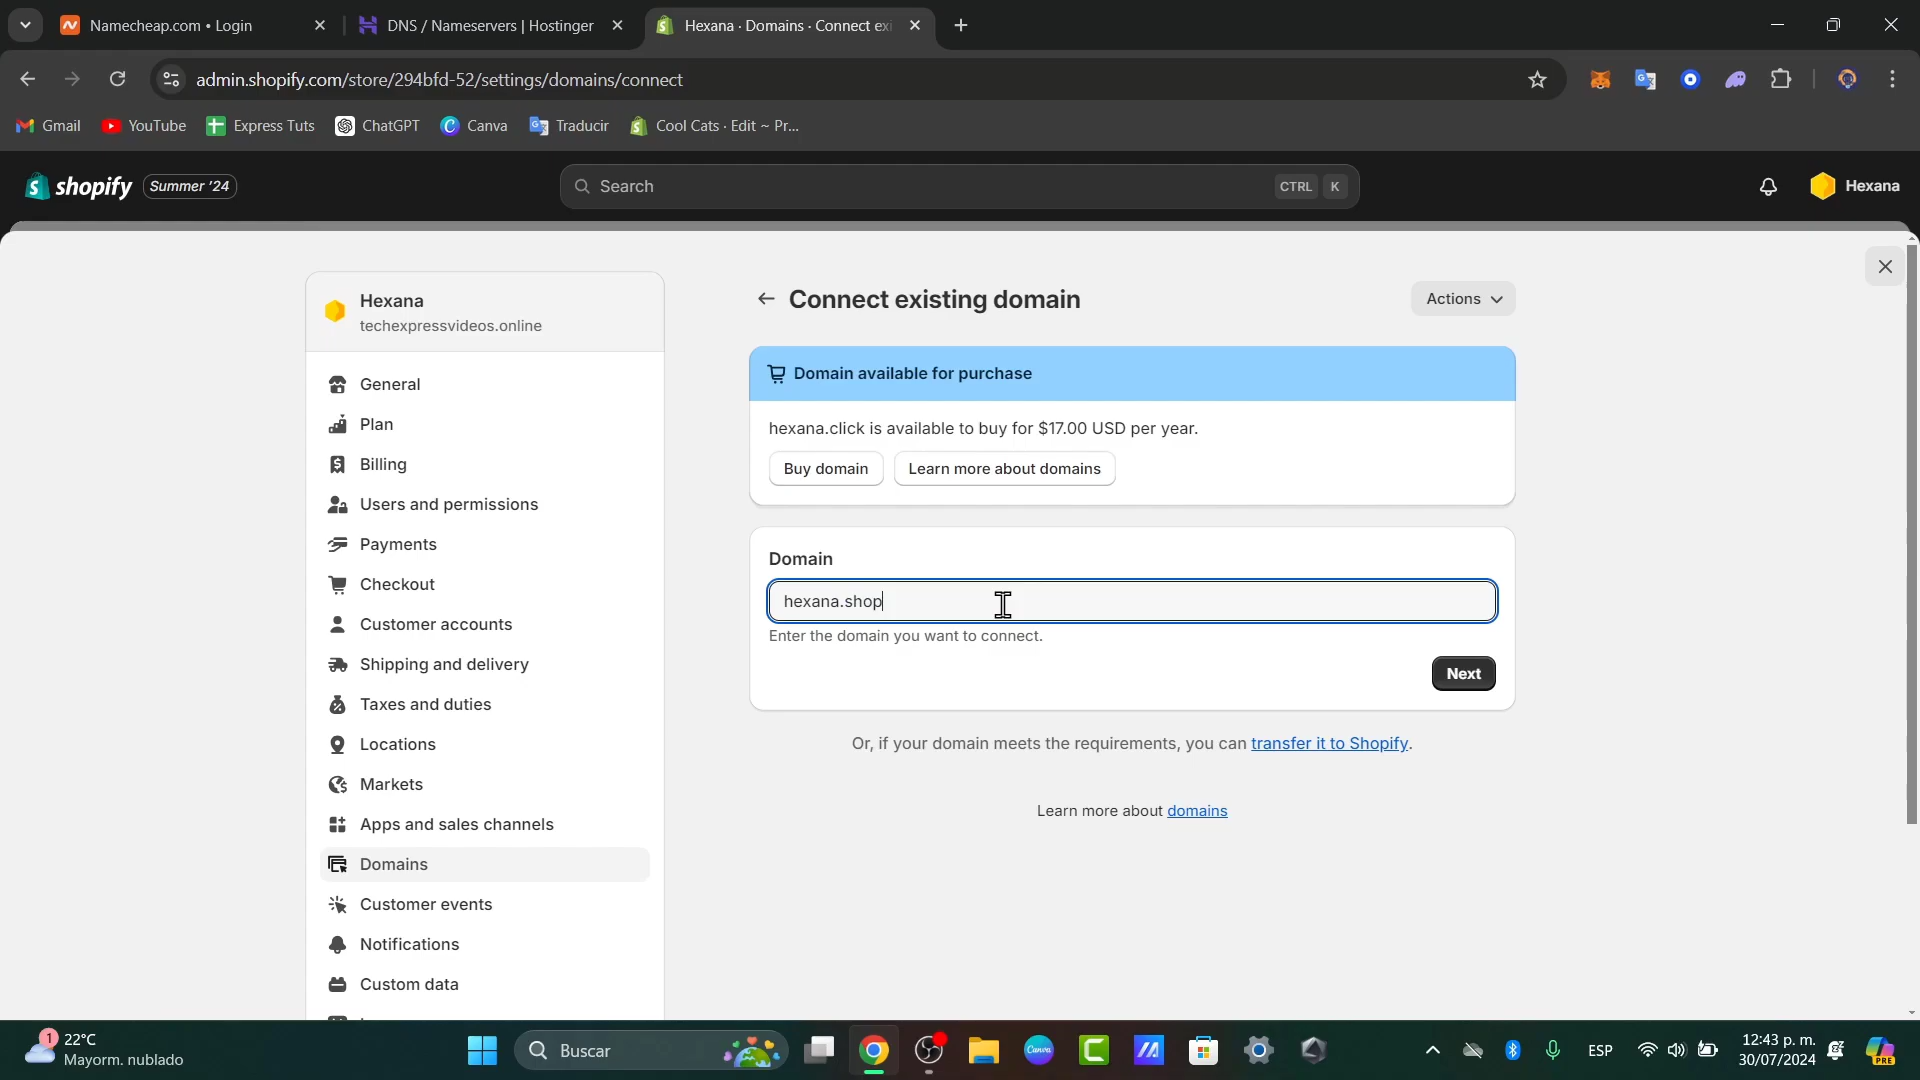 Namecheap.com • Login
DNS / Nameservers | Hostinger
Hexana · Domains · Connect exi
admin.shopify.com/store/294bfd-52/settings/domains/connect
Gmail
YouTube
Express Tuts
ChatGPT
Canva
Traducir
Cool Cats · Edit ~ Pr...
shopify
Summer '24
Search
CTRL K
Hexana
Hexana
techexpressvideos.online
General
Plan
Billing
Users and permissions
Payments
Checkout
Customer accounts
Shipping and delivery
Taxes and duties
Locations
Markets
Apps and sales channels
Domains
Customer events
Notifications
Custom data
Connect existing domain
Actions
Domain available for purchase
hexana.click is available to buy for $17.00 USD per year.
Buy domain
Learn more about domains
Domain
hexana.shop
Enter the domain you want to connect.
Next
Or, if your domain meets the requirements, you can transfer it to Shopify.
Learn more about domains
1
22°C
Mayorm. nublado
Buscar
Canva
ESP
12:43 p. m.
30/07/2024
PRE